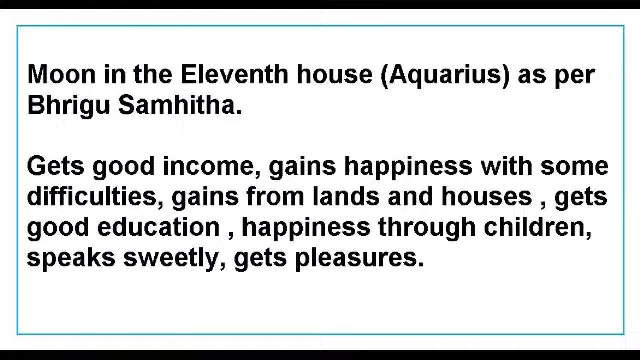 Moon in the Eleventh house (Aquarius) as per
Bhrigu Samhitha.
Gets good income, gains happiness with some
difficulties, gains from lands and houses , gets
good education , happiness through children,
speaks sweetly, gets pleasures.